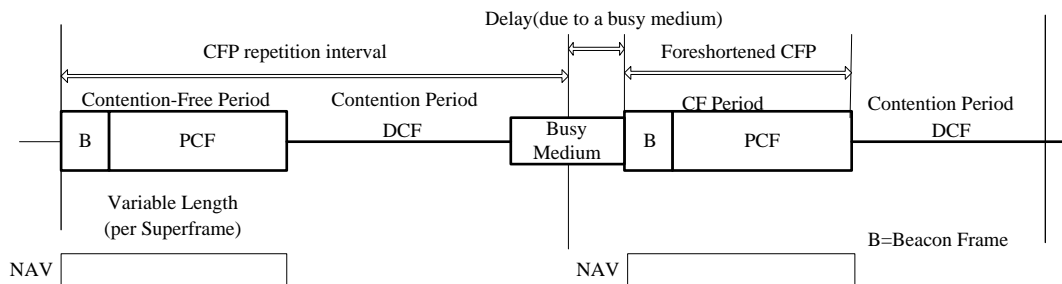 Delay(due to a busy medium)
CFP repetition interval
Foreshortened CFP
Contention-Free Period
Contention Period
CF Period
Contention Period
B
PCF
DCF
Busy
Medium
B
PCF
DCF
Variable Length
(per Superframe)
B=Beacon Frame
NAV
NAV